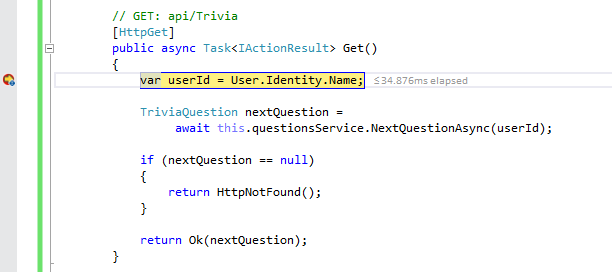 // GET: api/Trivia
[HttpGet]
public async Task<IActionResult> Get()
{
var userId = User.Identity.Name; ≤34.876ms elapsed
TriviaQuestion nextQuestion =
await this.questionsService.NextQuestionAsync(userId);
if (nextQuestion == null)
{
return HttpNotFound();
}
return Ok(nextQuestion);
}